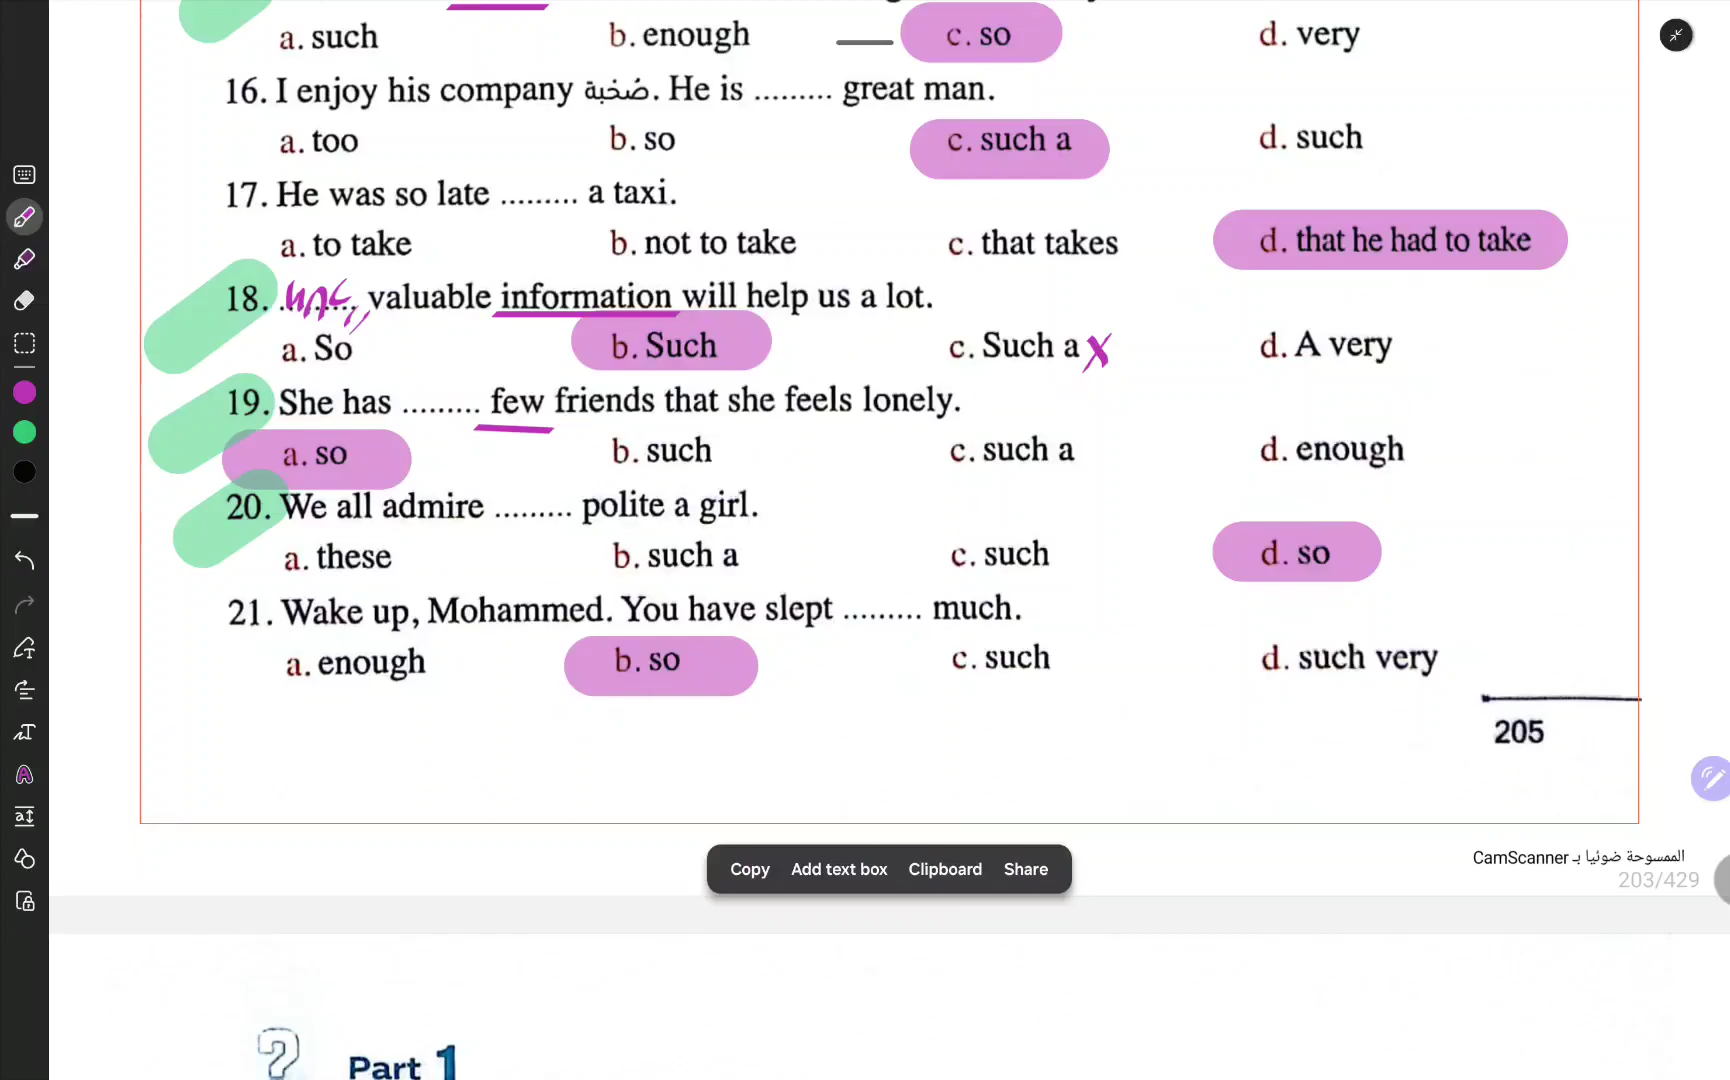 a. such b. enough c. so d. very
16. I enjoy his company صُحْبة. He is ......... great man.
a. too b. so c. such a d. such
17. He was so late ......... a taxi.
a. to take b. not to take c. that takes d. that he had to take
18. ......... valuable information will help us a lot.
a. So b. Such c. Such a x d. A very
19. She has ......... few friends that she feels lonely.
a. so b. such c. such a d. enough
20. We all admire ......... polite a girl.
a. these b. such a c. such d. so
21. Wake up, Mohammed. You have slept ......... much.
a. enough b. so c. such d. such very
205
Copy Add text box Clipboard Share
الممسوحة ضوئيا بـ CamScanner
203/429
? Part 1